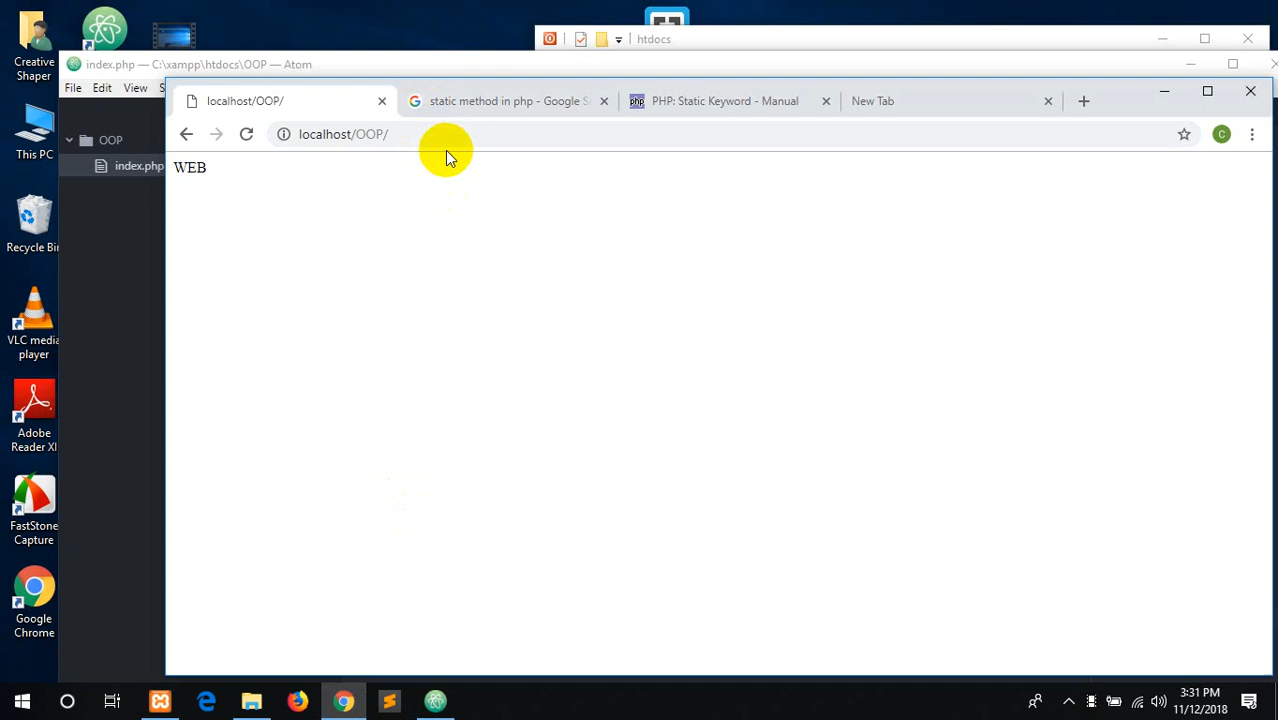 htdocs
index.php — C:\xampp\htdocs\OOP — Atom
File Edit View S
OOP
index.php
localhost/OOP/
static method in php - Google S
PHP: Static Keyword - Manual
New Tab
localhost/OOP/
C
WEB
Creative
Shaper
This PC
Recycle Bin
VLC media
player
Adobe
Reader XI
FastStone
Capture
Google
Chrome
3:31 PM
11/12/2018